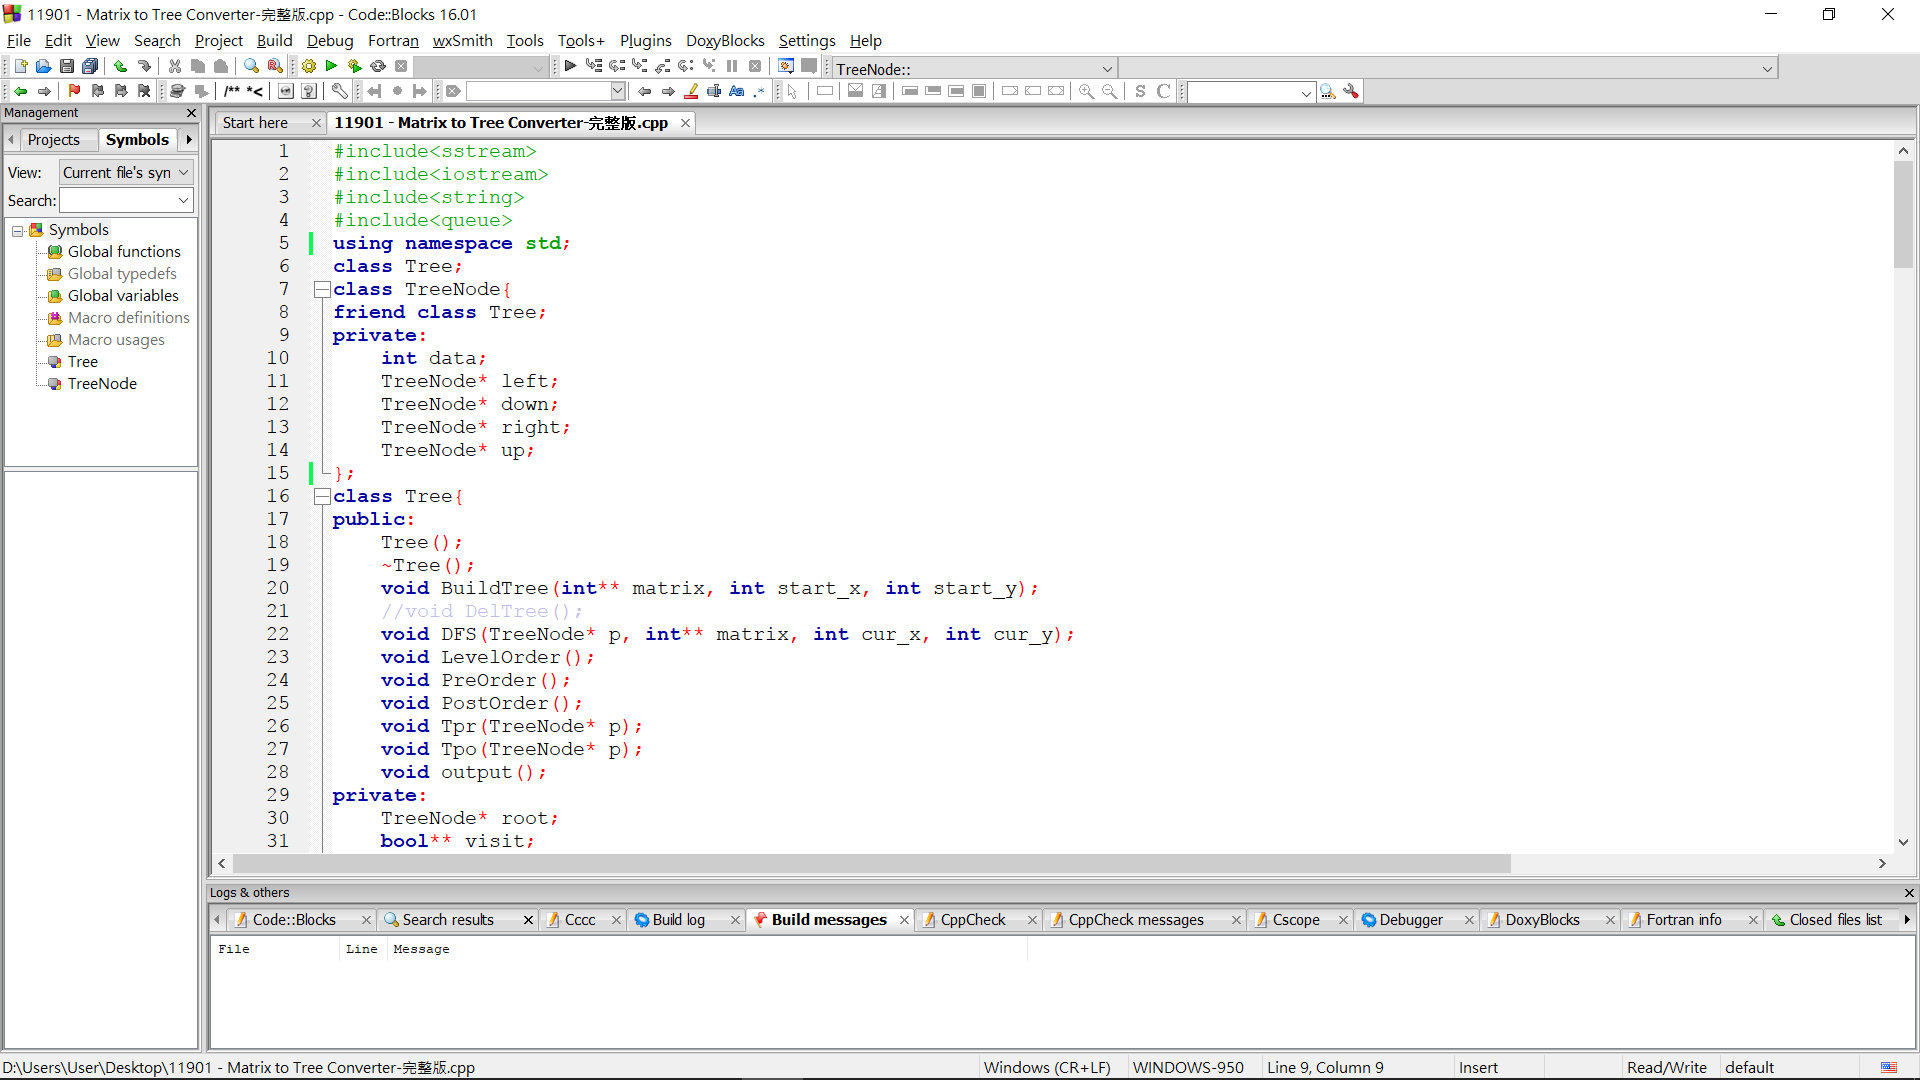 11901 - Matrix to Tree Converter-完整版.cpp - Code::Blocks 16.01
File Edit View Search Project Build Debug Fortran wxSmith Tools Tools+ Plugins DoxyBlocks Settings Help
TreeNode::
/** *<
Management
Projects Symbols
View: Current file's syn
Search:
Symbols
Global functions
Global typedefs
Global variables
Macro definitions
Macro usages
Tree
TreeNode
Start here 11901 - Matrix to Tree Converter-完整版.cpp
1 #include<sstream>
2 #include<iostream>
3 #include<string>
4 #include<queue>
5 using namespace std;
6 class Tree;
7 class TreeNode{
8 friend class Tree;
9 private:
10 int data;
11 TreeNode* left;
12 TreeNode* down;
13 TreeNode* right;
14 TreeNode* up;
15 };
16 class Tree{
17 public:
18 Tree();
19 ~Tree();
20 void BuildTree(int** matrix, int start_x, int start_y);
21 //void DelTree();
22 void DFS(TreeNode* p, int** matrix, int cur_x, int cur_y);
23 void LevelOrder();
24 void PreOrder();
25 void PostOrder();
26 void Tpr(TreeNode* p);
27 void Tpo(TreeNode* p);
28 void output();
29 private:
30 TreeNode* root;
31 bool** visit;
Logs & others
Code::Blocks Search results Cccc Build log Build messages CppCheck CppCheck messages Cscope Debugger DoxyBlocks Fortran info Closed files list
File Line Message
D:\Users\User\Desktop\11901 - Matrix to Tree Converter-完整版.cpp Windows (CR+LF) WINDOWS-950 Line 9, Column 9 Insert Read/Write default